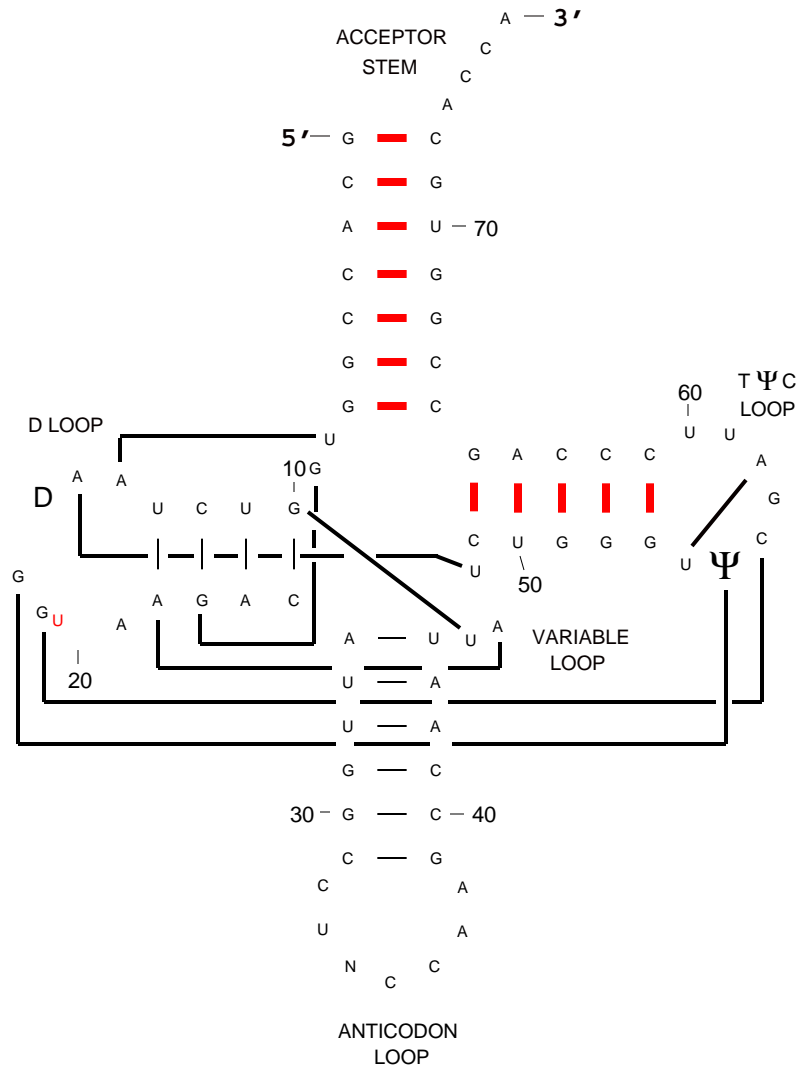 A 3′
ACCEPTOR
STEM
C
C
A
5′ G C
C G
A U 70
C G
C G
G C
G C
60
T Ψ C
LOOP
D LOOP
U
U U
G A C C C
A
A A
10 G
D
G
U C U G
C U G G G
C
U
U Ψ
50
G
A G A C
G U
A
A U U A
VARIABLE
LOOP
20
U A
U A
G C
30 G C 40
C G
C A
U A
N C C
ANTICODON
LOOP